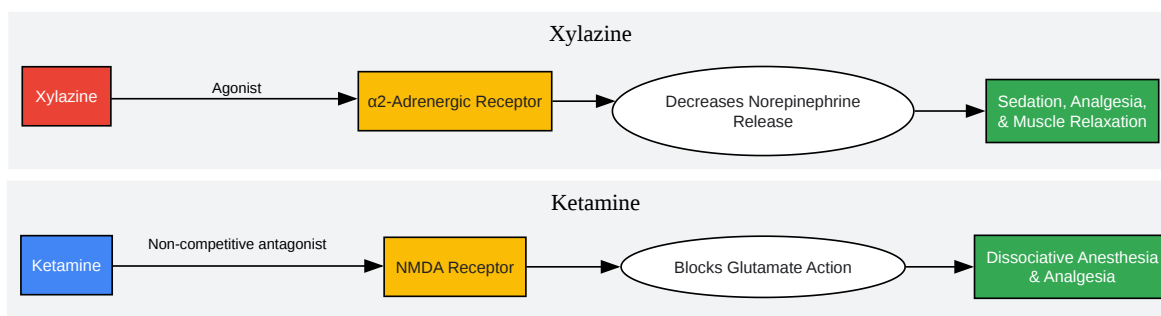 Xylazine
Xylazine
Agonist
α2-Adrenergic Receptor
Decreases Norepinephrine
Release
Sedation, Analgesia,
& Muscle Relaxation
Ketamine
Ketamine
Non-competitive antagonist
NMDA Receptor
Blocks Glutamate Action
Dissociative Anesthesia
& Analgesia